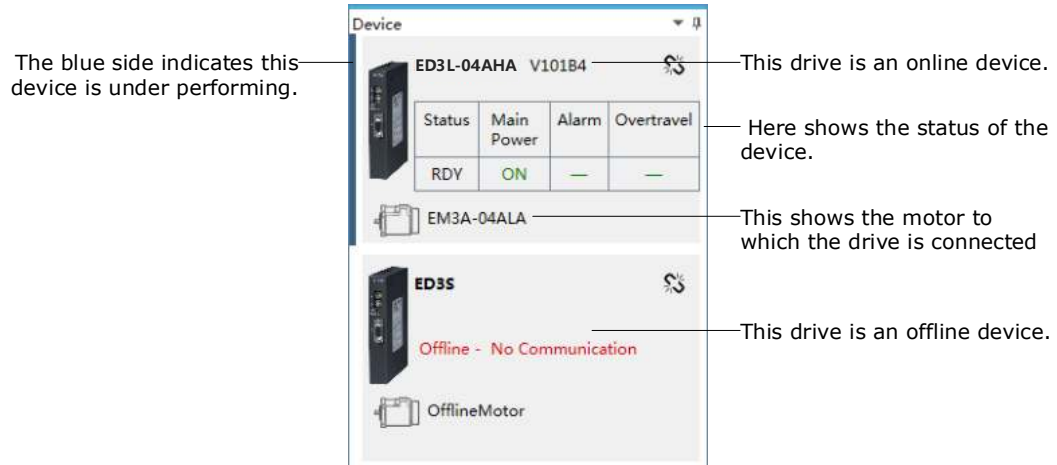 Device
The blue side indicates this
device is under performing.
ED3L-04AHA V101B4
This drive is an online device.
Status Main Power Alarm Overtravel
RDY ON — —
Here shows the status of the
device.
EM3A-04ALA
This shows the motor to
which the drive is connected
ED3S
Offline - No Communication
This drive is an offline device.
OfflineMotor